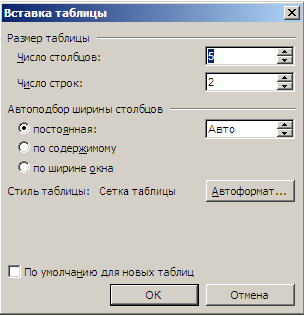 Вставка таблицы
Размер таблицы
Число столбцов: 5
Число строк: 2
Автоподбор ширины столбцов
постоянная: Авто
по содержимому
по ширине окна
Стиль таблицы: Сетка таблицы Автоформат...
По умолчанию для новых таблиц
ОК Отмена